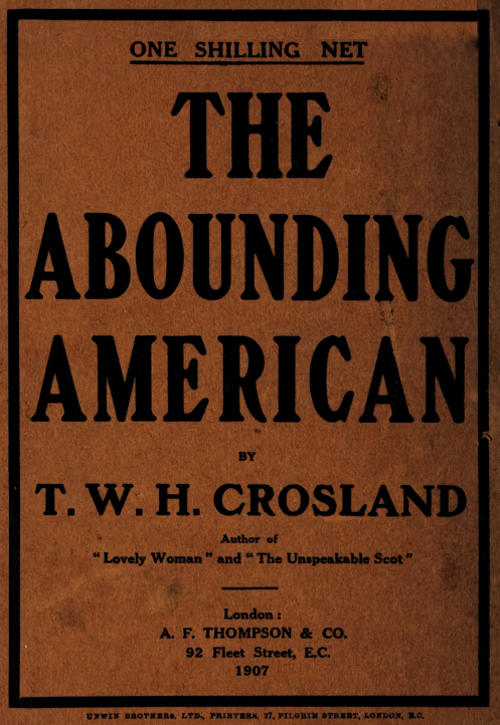 ONE SHILLING NET
THE
ABOUNDING
AMERICAN
BY
T. W. H. CROSLAND
Author of
"Lovely Woman" and "The Unspeakable Scot"
London:
A. F. THOMPSON & CO.
92 Fleet Street, E.C.
1907
UNWIN BROTHERS, LTD., PRINTERS, 27, PILGRIM STREET, LONDON, E.C.